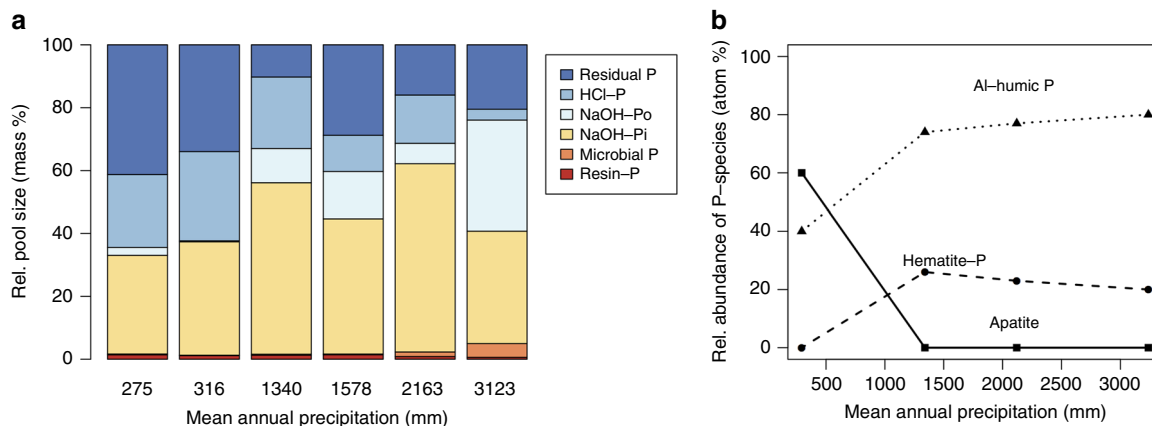 a
100
80
60
40
20
0
Rel. pool size (mass %)
275 316 1340 1578 2163 3123
Mean annual precipitation (mm)
Residual P
HCl–P
NaOH–Po
NaOH–Pi
Microbial P
Resin–P
b
100
80
60
40
20
0
Rel. abundance of P–species (atom %)
Al–humic P
Hematite–P
Apatite
500 1000 1500 2000 2500 3000
Mean annual precipitation (mm)